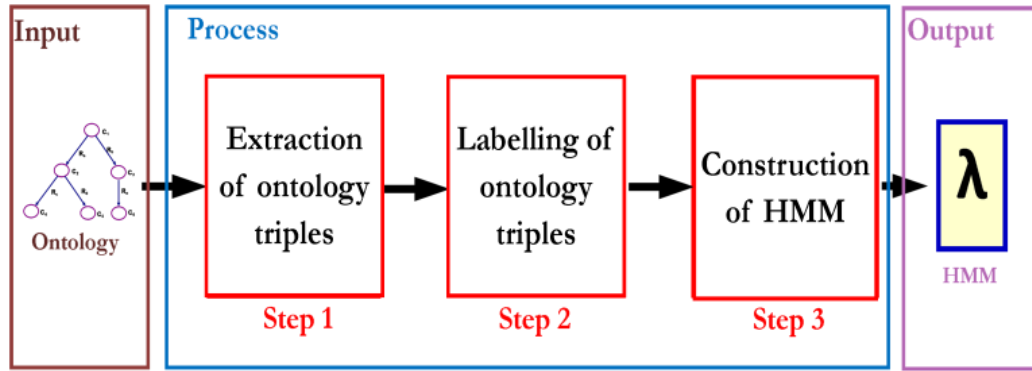 Input
Process
Output
Ontology
Extraction
of ontology
triples
Step 1
Labelling of
ontology
triples
Step 2
Construction
of HMM
Step 3
λ
HMM